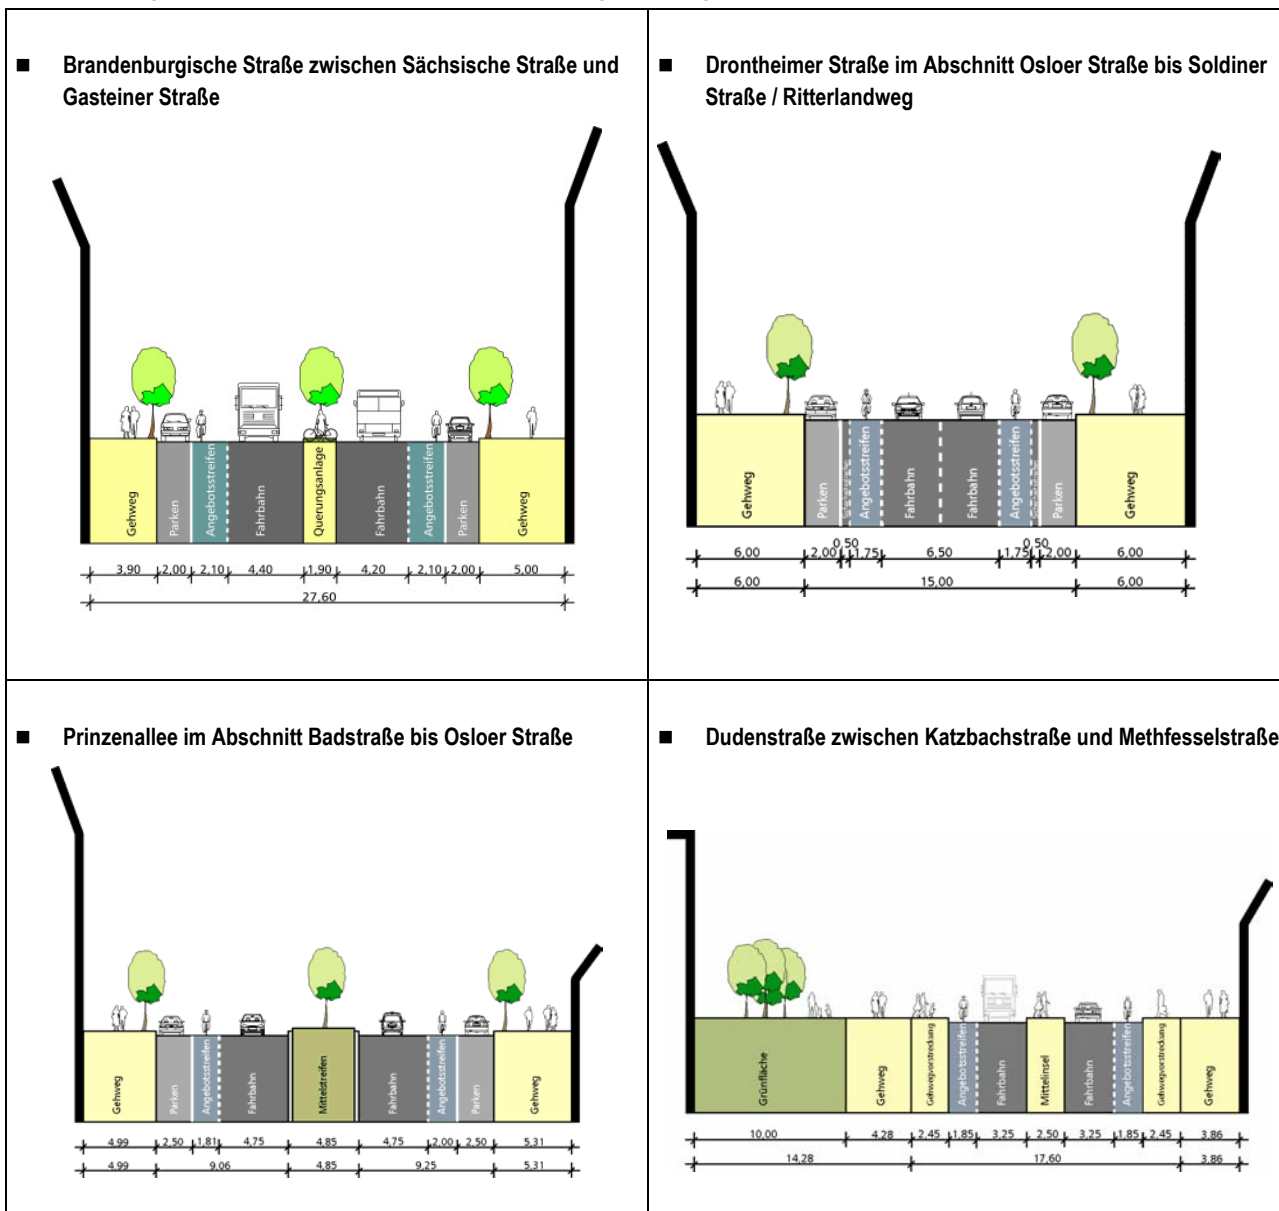 ■ Brandenburgische Straße zwischen Sächsische Straße und
Gasteiner Straße
Gehweg
Parken
Angebotsstreifen
Fahrbahn
Querungsanlage
Fahrbahn
Angebotsstreifen
Parken
Gehweg
3,90 2,00 2,10 4,40 1,90 4,20 2,10 2,00 5,00
27,60
■ Drontheimer Straße im Abschnitt Osloer Straße bis Soldiner
Straße / Ritterlandweg
Gehweg
Parken
Angebotsstreifen
Fahrbahn
Fahrbahn
Angebotsstreifen
Parken
Gehweg
0,50 0,50
6,00 2,00 1,75 6,50 1,75 2,00 6,00
6,00 15,00 6,00
■ Prinzenallee im Abschnitt Badstraße bis Osloer Straße
Gehweg
Parken
Angebotsstreifen
Fahrbahn
Mittelstreifen
Fahrbahn
Angebotsstreifen
Parken
Gehweg
4,99 2,50 1,81 4,75 4,85 4,75 2,00 2,50 5,31
4,99 9,06 4,85 9,25 5,31
■ Dudenstraße zwischen Katzbachstraße und Methfesselstraße
Grünfläche
Gehweg
Gehwegvorstreckung
Angebotsstreifen
Fahrbahn
Mittelinsel
Fahrbahn
Angebotsstreifen
Gehwegvorstreckung
Gehweg
10,00 4,28 2,45 1,85 3,25 2,50 3,25 1,85 2,45 3,86
14,28 17,60 3,86